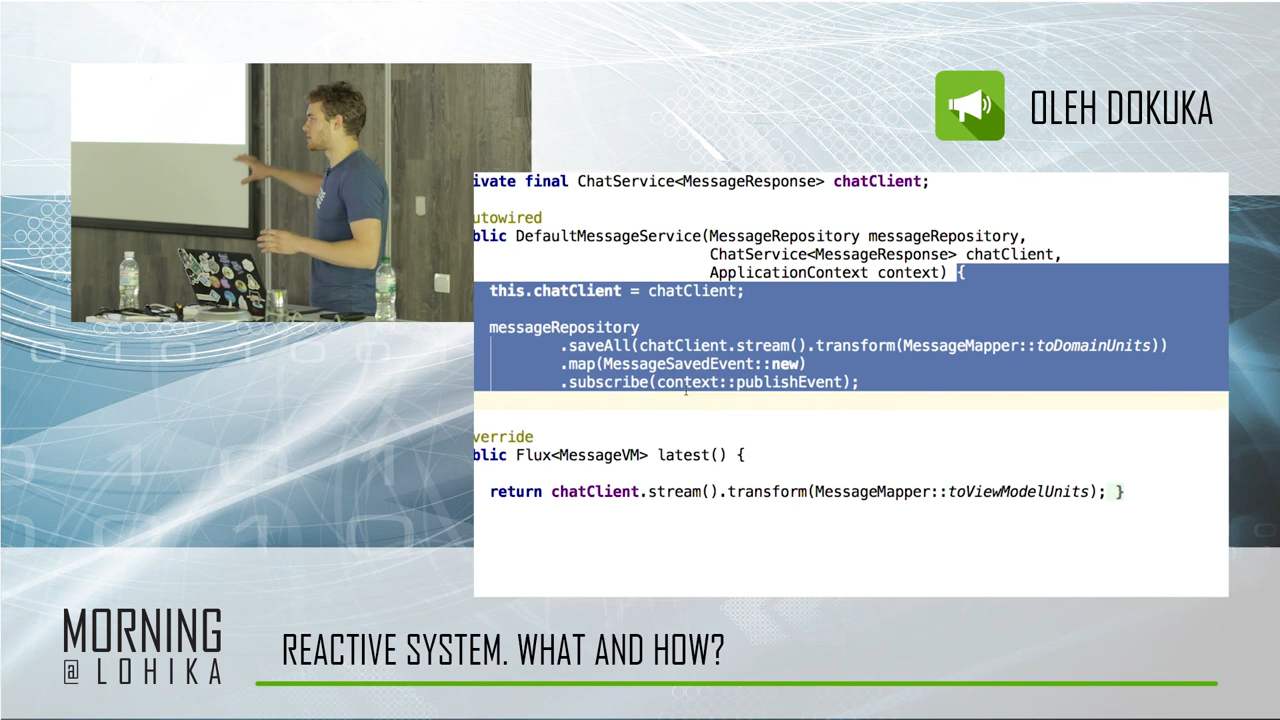 OLEH DOKUKA
ivate final ChatService<MessageResponse> chatClient;
utowired
blic DefaultMessageService(MessageRepository messageRepository,
ChatService<MessageResponse> chatClient,
ApplicationContext context) {
this.chatClient = chatClient;
messageRepository
.saveAll(chatClient.stream().transform(MessageMapper::toDomainUnits))
.map(MessageSavedEvent::new)
.subscribe(context::publishEvent);
verride
blic Flux<MessageVM> latest() {
return chatClient.stream().transform(MessageMapper::toViewModelUnits); }
MORNING
@ LOHIKA
REACTIVE SYSTEM. WHAT AND HOW?